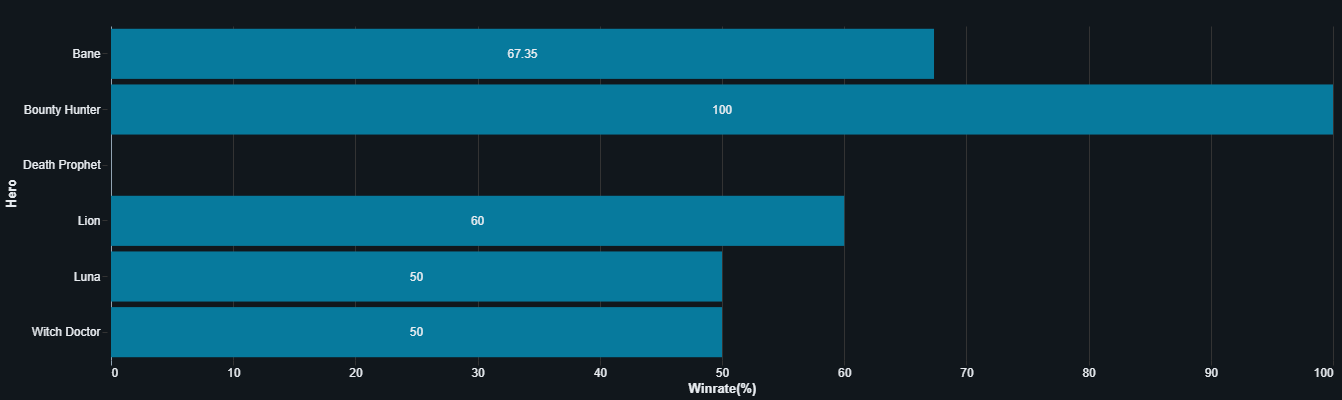 Hero
Bane
67.35
Bounty Hunter
100
Death Prophet
Lion
60
Luna
50
Witch Doctor
50
0 10 20 30 40 50 60 70 80 90 100
Winrate(%)